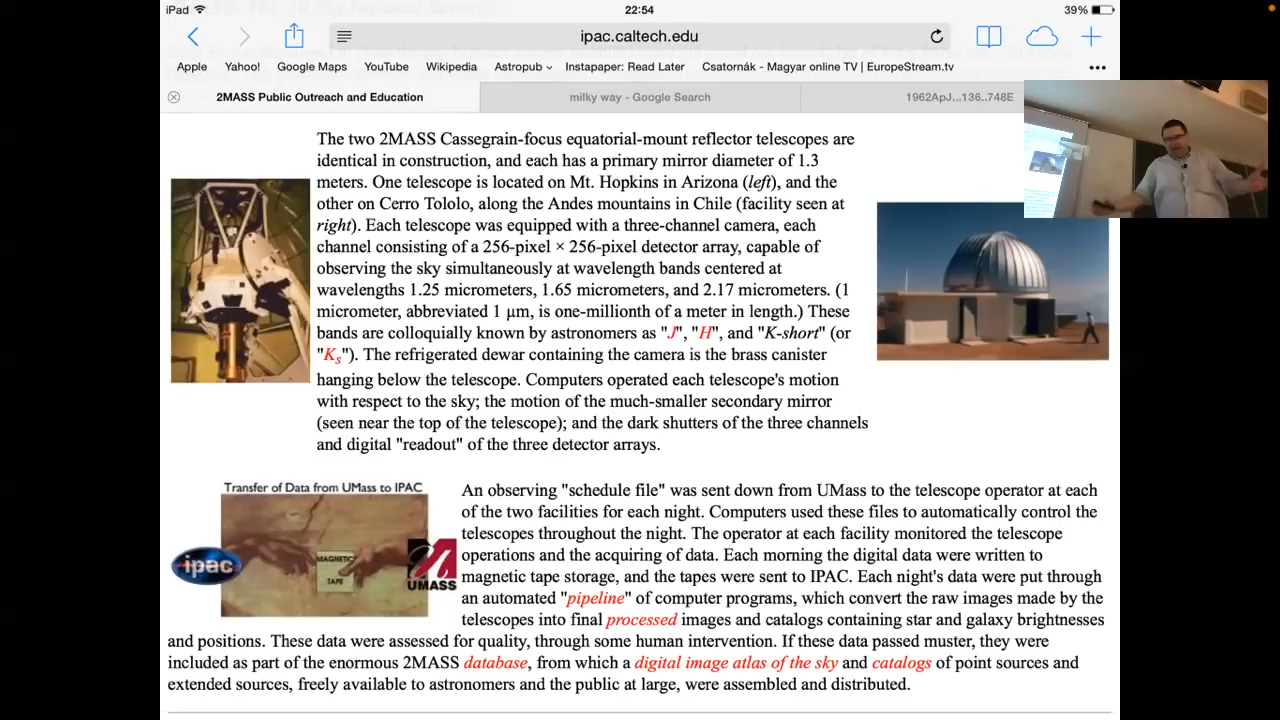 iPad
22:54
39%
ipac.caltech.edu
Apple Yahoo! Google Maps YouTube Wikipedia Astropub Instapaper: Read Later Csatornák - Magyar online TV | EuropeStream.tv
2MASS Public Outreach and Education
milky way - Google Search
1962ApJ...136..748E
The two 2MASS Cassegrain-focus equatorial-mount reflector telescopes are
identical in construction, and each has a primary mirror diameter of 1.3
meters. One telescope is located on Mt. Hopkins in Arizona (left), and the
other on Cerro Tololo, along the Andes mountains in Chile (facility seen at
right). Each telescope was equipped with a three-channel camera, each
channel consisting of a 256-pixel × 256-pixel detector array, capable of
observing the sky simultaneously at wavelength bands centered at
wavelengths 1.25 micrometers, 1.65 micrometers, and 2.17 micrometers. (1
micrometer, abbreviated 1 µm, is one-millionth of a meter in length.) These
bands are colloquially known by astronomers as "J", "H", and "K-short" (or
"Ks"). The refrigerated dewar containing the camera is the brass canister
hanging below the telescope. Computers operated each telescope's motion
with respect to the sky; the motion of the much-smaller secondary mirror
(seen near the top of the telescope); and the dark shutters of the three channels
and digital "readout" of the three detector arrays.
Transfer of Data from UMass to IPAC
ipac
MAGNETIC
TAPE
UMASS
An observing "schedule file" was sent down from UMass to the telescope operator at each
of the two facilities for each night. Computers used these files to automatically control the
telescopes throughout the night. The operator at each facility monitored the telescope
operations and the acquiring of data. Each morning the digital data were written to
magnetic tape storage, and the tapes were sent to IPAC. Each night's data were put through
an automated "pipeline" of computer programs, which convert the raw images made by the
telescopes into final processed images and catalogs containing star and galaxy brightnesses
and positions. These data were assessed for quality, through some human intervention. If these data passed muster, they were
included as part of the enormous 2MASS database, from which a digital image atlas of the sky and catalogs of point sources and
extended sources, freely available to astronomers and the public at large, were assembled and distributed.